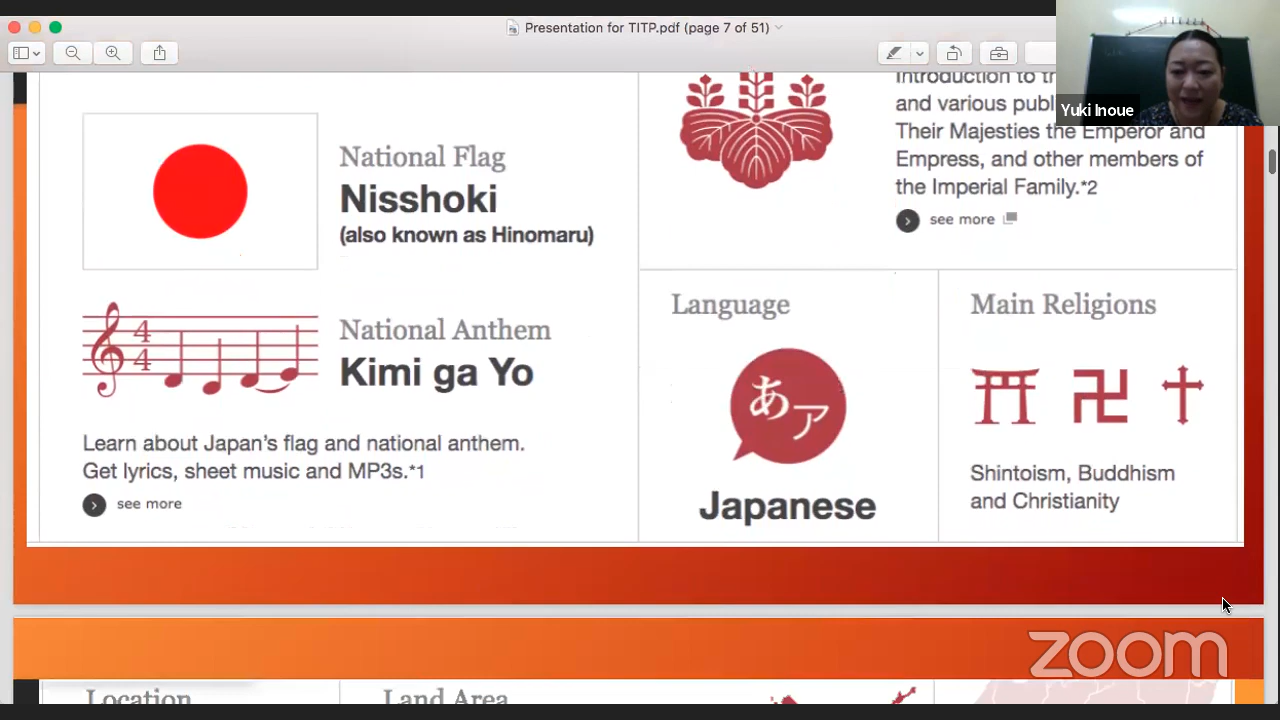 Presentation for TITP.pdf (page 7 of 51)
Yuki Inoue
National Flag
Nisshoki
(also known as Hinomaru)
4
4
National Anthem
Kimi ga Yo
Learn about Japan's flag and national anthem.
Get lyrics, sheet music and MP3s.*1
see more
Introduction to
and various
Their Majesties the Emperor and
Empress, and other members of
the Imperial Family.*2
see more
Language
あア
Japanese
Main Religions
卍
Shintoism, Buddhism
and Christianity
zoom
Location
Land Area